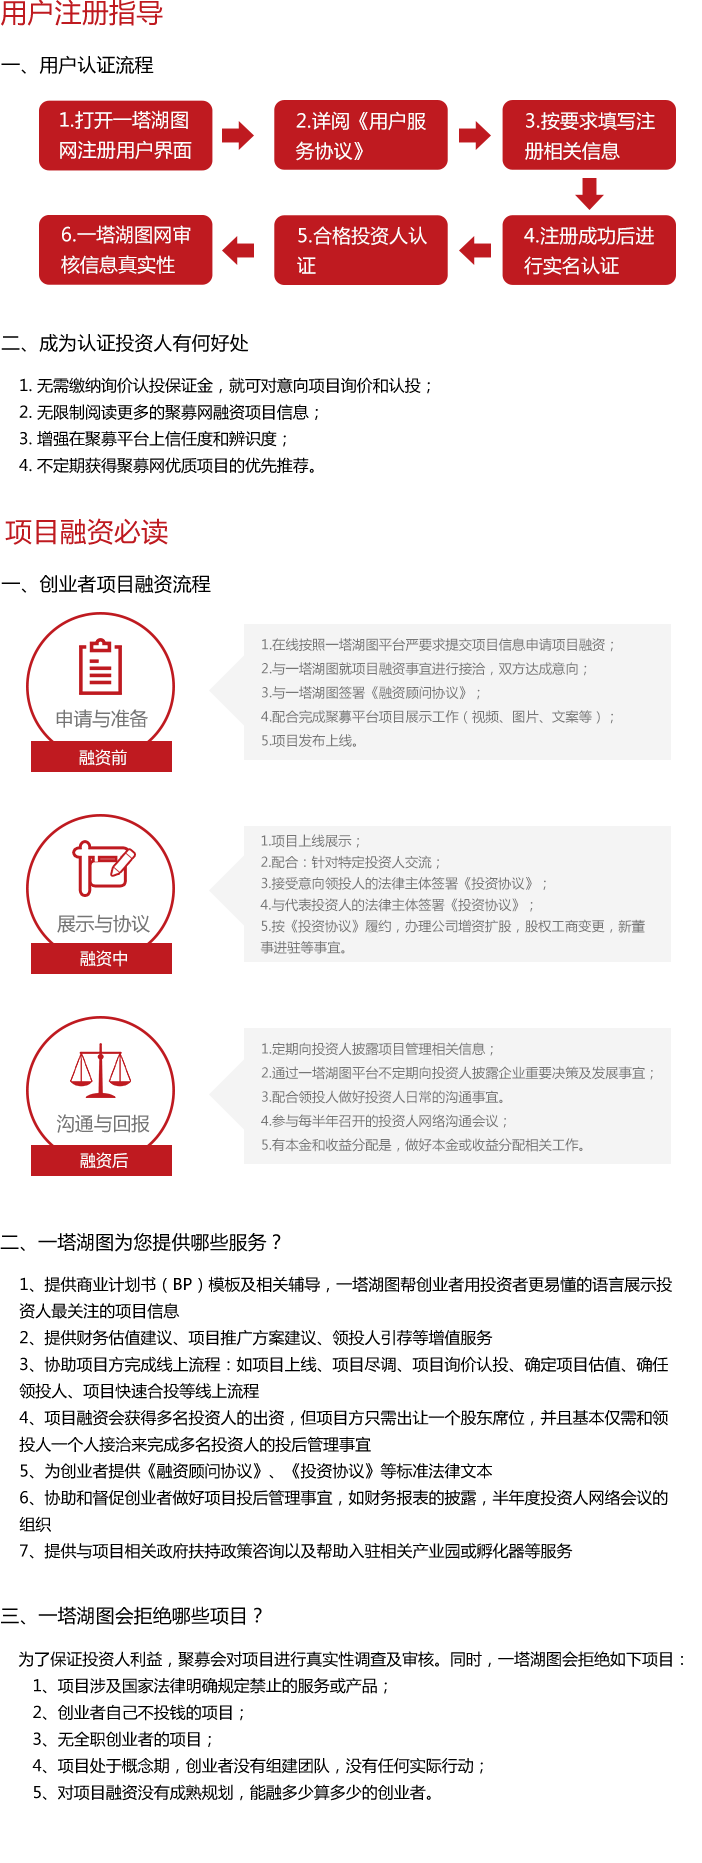 用户注册指导
一、用户认证流程
1.打开一塔湖图
网注册用户界面
2.详阅《用户服
务协议》
3.按要求填写注
册相关信息
4.注册成功后进
行实名认证
5.合格投资人认
证
6.一塔湖图网审
核信息真实性
二、成为认证投资人有何好处
1. 无需缴纳询价认投保证金，就可对意向项目询价和认投；
2. 无限制阅读更多的聚募网融资项目信息；
3. 增强在聚募平台上信任度和辨识度；
4. 不定期获得聚募网优质项目的优先推荐。
项目融资必读
一、创业者项目融资流程
申请与准备
融资前
1.在线按照一塔湖图平台严要求提交项目信息申请项目融资；
2.与一塔湖图就项目融资事宜进行接洽，双方达成意向；
3.与一塔湖图签署《融资顾问协议》；
4.配合完成聚募平台项目展示工作（视频、图片、文案等）；
5.项目发布上线。
展示与协议
融资中
1.项目上线展示；
2.配合：针对特定投资人交流；
3.接受意向领投人的法律主体签署《投资协议》；
4.与代表投资人的法律主体签署《投资协议》；
5.按《投资协议》履约，办理公司增资扩股，股权工商变更，新董
事进驻等事宜。
沟通与回报
融资后
1.定期向投资人披露项目管理相关信息；
2.通过一塔湖图平台不定期向投资人披露企业重要决策及发展事宜；
3.配合领投人做好投资人日常的沟通事宜。
4.参与每半年召开的投资人网络沟通会议；
5.有本金和收益分配是，做好本金或收益分配相关工作。
二、一塔湖图为您提供哪些服务？
1、提供商业计划书（BP）模板及相关辅导，一塔湖图帮创业者用投资者更易懂的语言展示投
资人最关注的项目信息
2、提供财务估值建议、项目推广方案建议、领投人引荐等增值服务
3、协助项目方完成线上流程：如项目上线、项目尽调、项目询价认投、确定项目估值、确任
领投人、项目快速合投等线上流程
4、项目融资会获得多名投资人的出资，但项目方只需出让一个股东席位，并且基本仅需和领
投人一个人接洽来完成多名投资人的投后管理事宜
5、为创业者提供《融资顾问协议》、《投资协议》等标准法律文本
6、协助和督促创业者做好项目投后管理事宜，如财务报表的披露，半年度投资人网络会议的
组织
7、提供与项目相关政府扶持政策咨询以及帮助入驻相关产业园或孵化器等服务
三、一塔湖图会拒绝哪些项目？
为了保证投资人利益，聚募会对项目进行真实性调查及审核。同时，一塔湖图会拒绝如下项目：
1、项目涉及国家法律明确规定禁止的服务或产品；
2、创业者自己不投钱的项目；
3、无全职创业者的项目；
4、项目处于概念期，创业者没有组建团队，没有任何实际行动；
5、对项目融资没有成熟规划，能融多少算多少的创业者。